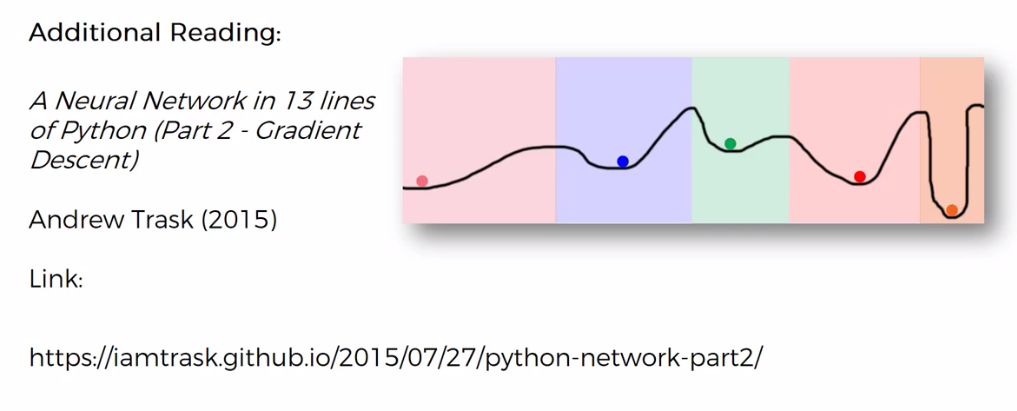 Additional Reading:
A Neural Network in 13 lines
of Python (Part 2 - Gradient
Descent)
Andrew Trask (2015)
Link:
https://iamtrask.github.io/2015/07/27/python-network-part2/